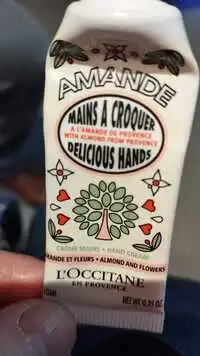 AMANDE
MAINS À CROQUER
À L'AMANDE DE PROVENCE
WITH ALMOND FROM PROVENCE
DELICIOUS HANDS
CRÈME MAINS • HAND CREAM
AMANDE ET FLEURS • ALMOND AND FLOWERS
L'OCCITANE
EN PROVENCE
NET WT. 0.35 OZ